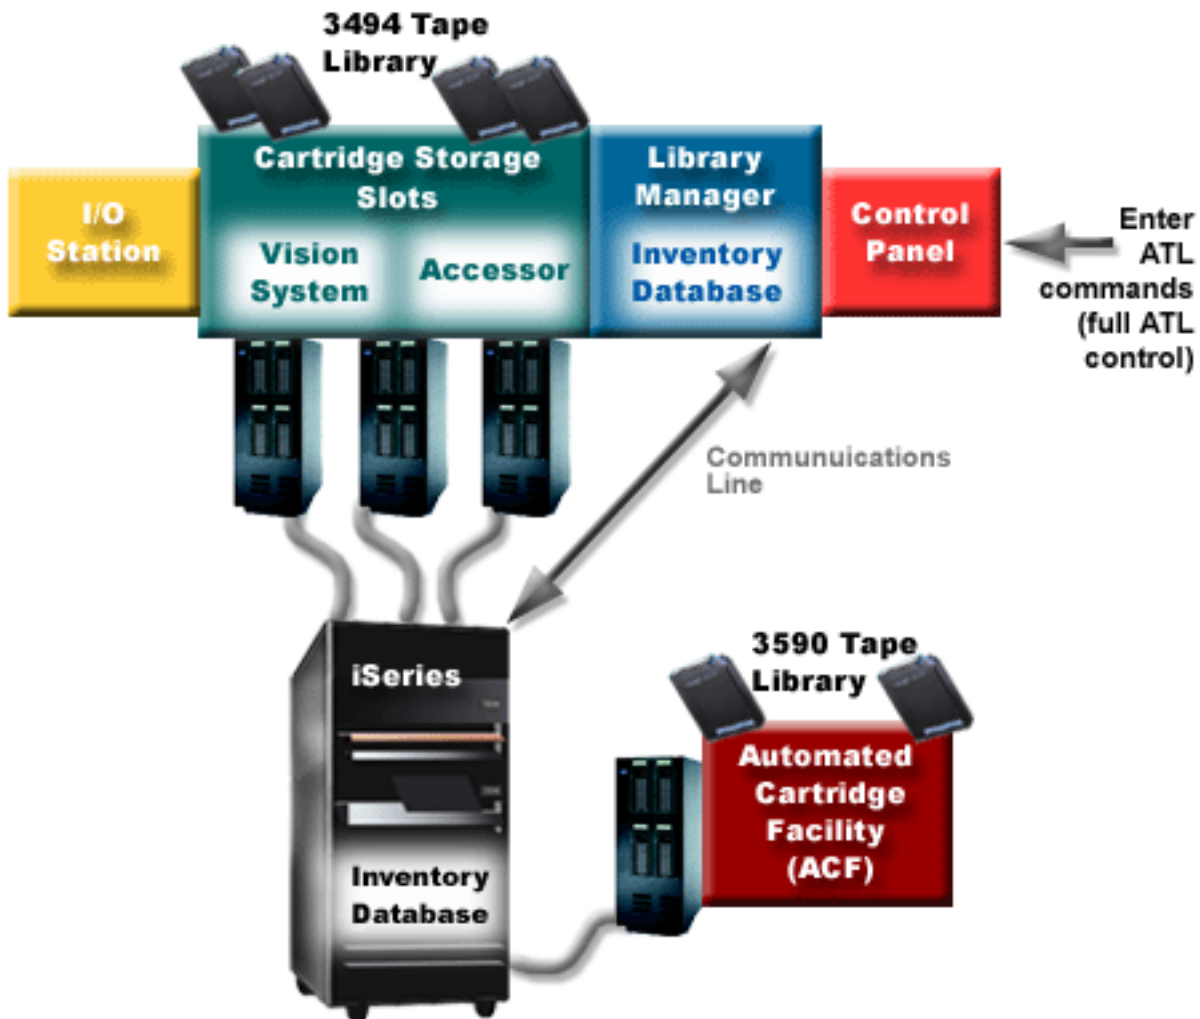 3494 Tape
Library
Cartridge Storage
Slots
Library
Manager
I/O
Station
Control
Panel
Enter
ATL
commands
(full ATL
control)
Vision
System
Accessor
Inventory
Database
Communuications
Line
3590 Tape
Library
iSeries
Automated
Cartridge
Facility
(ACF)
Inventory
Database